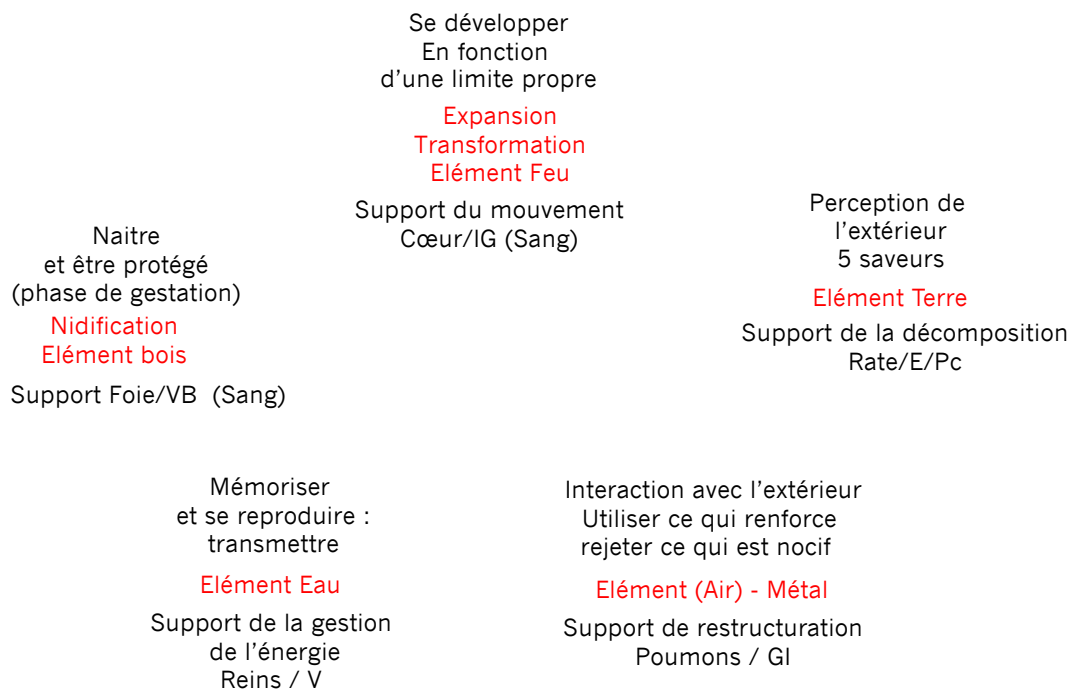 Se développer
En fonction
d'une limite propre
Expansion
Transformation
Elément Feu
Support du mouvement
Cœur/IG (Sang)
Naitre
et être protégé
(phase de gestation)
Nidification
Elément bois
Support Foie/VB (Sang)
Perception de
l'extérieur
5 saveurs
Elément Terre
Support de la décomposition
Rate/E/Pc
Mémoriser
et se reproduire :
transmettre
Elément Eau
Support de la gestion
de l'énergie
Reins / V
Interaction avec l'extérieur
Utiliser ce qui renforce
rejeter ce qui est nocif
Elément (Air) - Métal
Support de restructuration
Poumons / GI